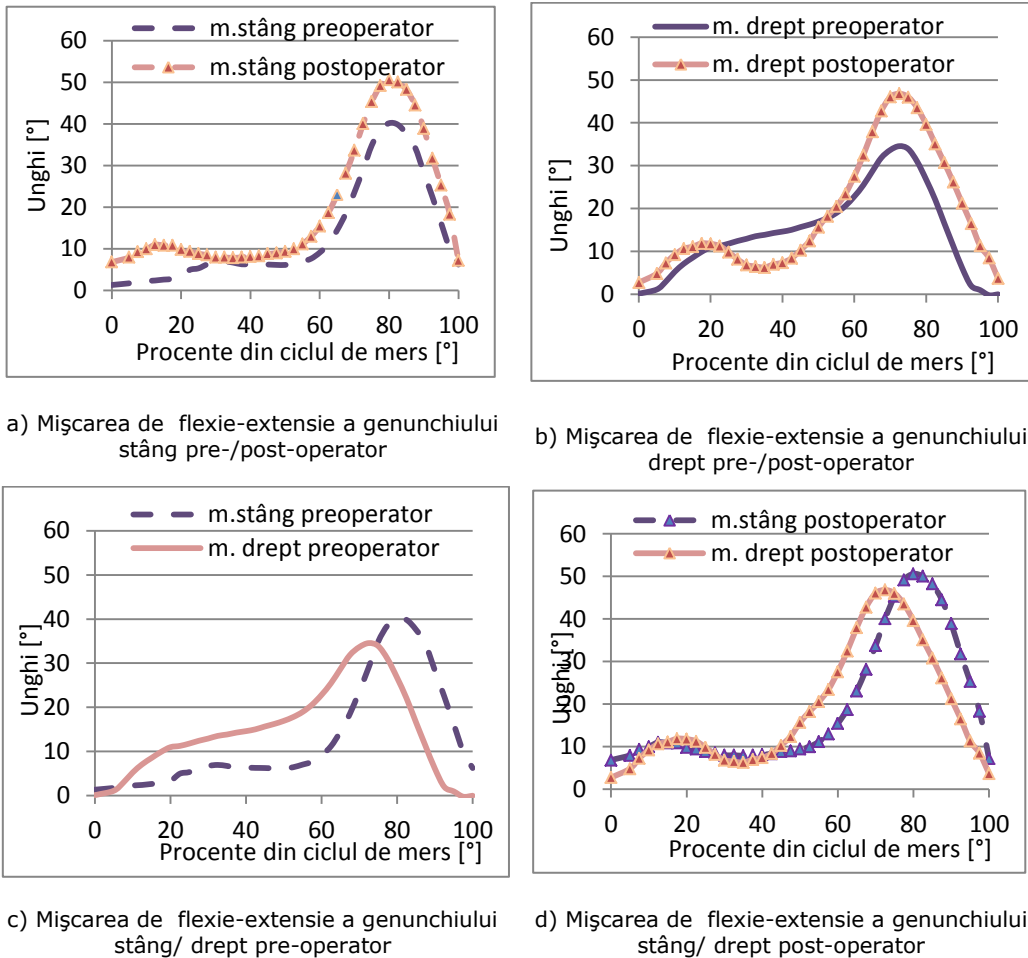 m.stâng preoperator
m.stâng postoperator
Unghi [°]
60
50
40
30
20
10
0
0 20 40 60 80 100
Procente din ciclul de mers [°]
a) Mişcarea de flexie-extensie a genunchiului
stâng pre-/post-operator
m. drept preoperator
m. drept postoperator
Unghi [°]
60
50
40
30
20
10
0
0 20 40 60 80 100
Procente din ciclul de mers [°]
b) Mişcarea de flexie-extensie a genunchiului
drept pre-/post-operator
m.stâng preoperator
m. drept preoperator
Unghi [°]
60
50
40
30
20
10
0
0 20 40 60 80 100
Procente din ciclul de mers [°]
c) Mişcarea de flexie-extensie a genunchiului
stâng/ drept pre-operator
m.stâng postoperator
m. drept postoperator
Unghi [°]
60
50
40
30
20
10
0
0 20 40 60 80 100
Procente din ciclul de mers [°]
d) Mişcarea de flexie-extensie a genunchiului
stâng/ drept post-operator